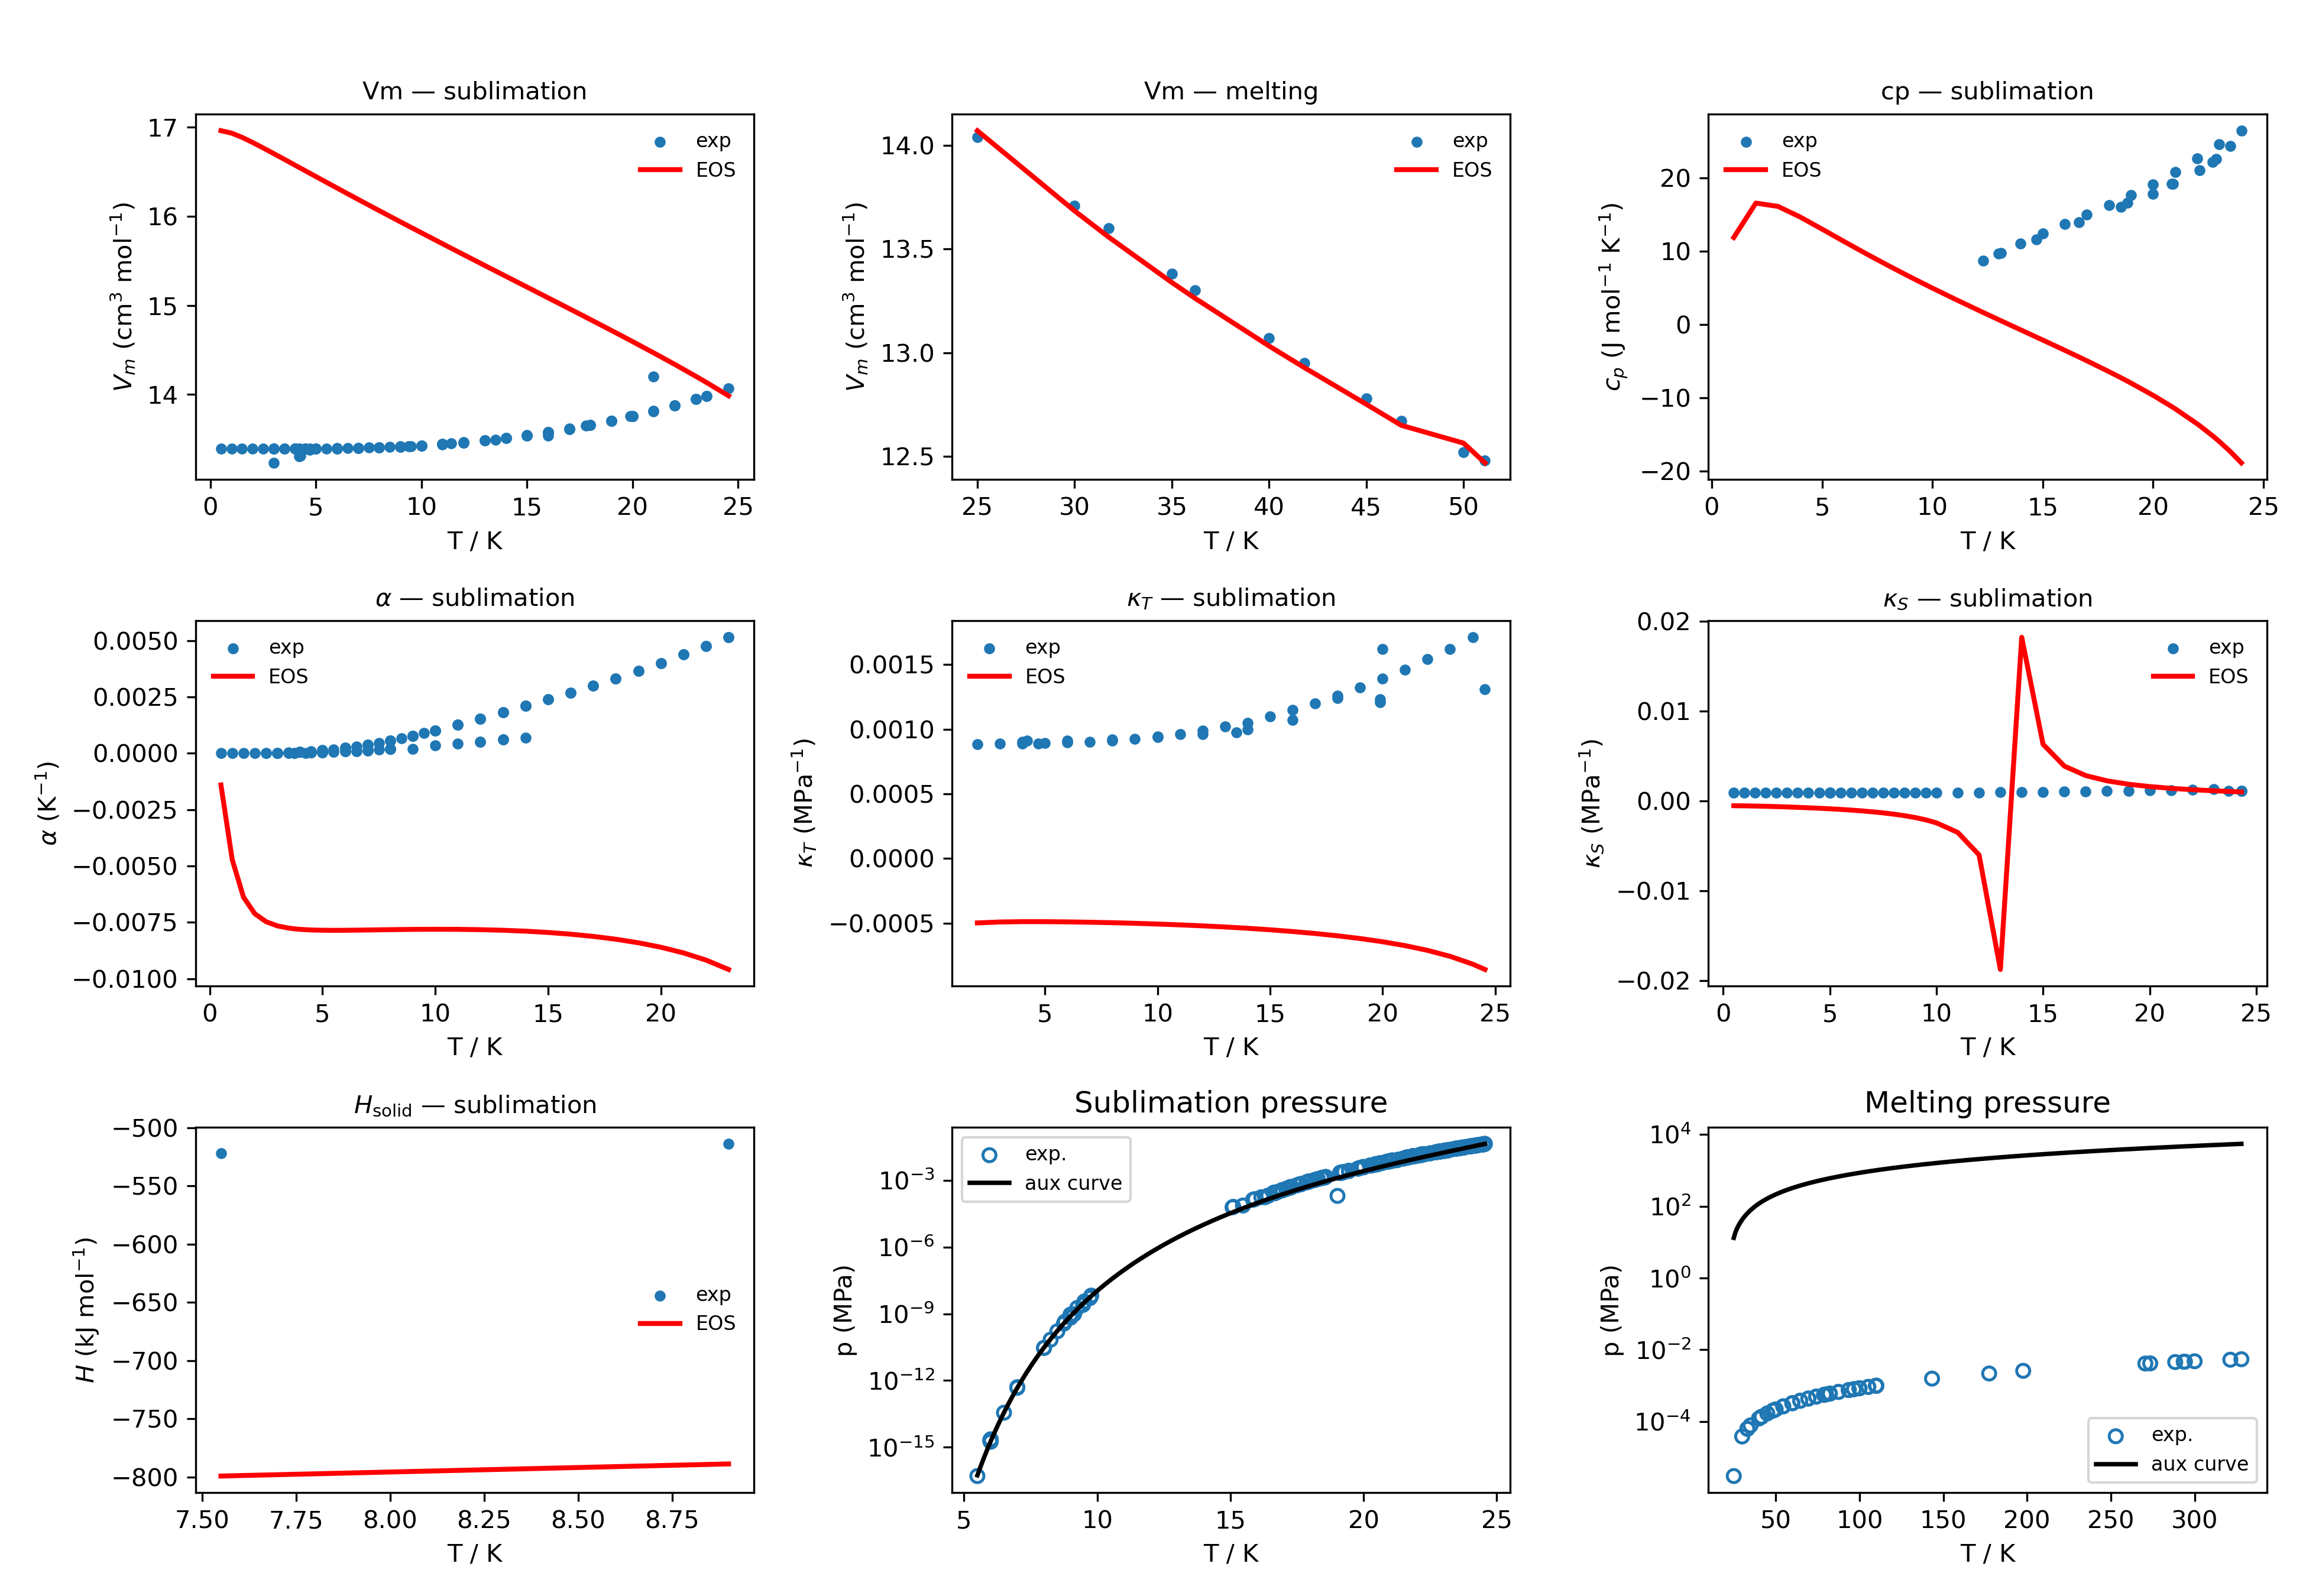 Vm — sublimation
17
16
15
14
0 5 10 15 20 25
T / K
V_m (cm³ mol⁻¹)
exp
EOS
Vm — melting
14.0
13.5
13.0
12.5
25 30 35 40 45 50
T / K
V_m (cm³ mol⁻¹)
exp
EOS
cp — sublimation
20
10
0
−10
−20
0 5 10 15 20 25
T / K
c_p (J mol⁻¹ K⁻¹)
exp
EOS
α — sublimation
0.0050
0.0025
0.0000
−0.0025
−0.0050
−0.0075
−0.0100
0 5 10 15 20
T / K
α (K⁻¹)
exp
EOS
κ_T — sublimation
0.0015
0.0010
0.0005
0.0000
−0.0005
5 10 15 20 25
T / K
κ_T (MPa⁻¹)
exp
EOS
κ_S — sublimation
0.02
0.01
0.00
−0.01
−0.02
0 5 10 15 20 25
T / K
κ_S (MPa⁻¹)
exp
EOS
H_solid — sublimation
−500
−550
−600
−650
−700
−750
−800
7.50 7.75 8.00 8.25 8.50 8.75
T / K
H (kJ mol⁻¹)
exp
EOS
Sublimation pressure
10⁻³
10⁻⁶
10⁻⁹
10⁻¹²
10⁻¹⁵
5 10 15 20 25
T / K
p (MPa)
exp.
aux curve
Melting pressure
10⁴
10²
10⁰
10⁻²
10⁻⁴
50 100 150 200 250 300
T / K
p (MPa)
exp.
aux curve